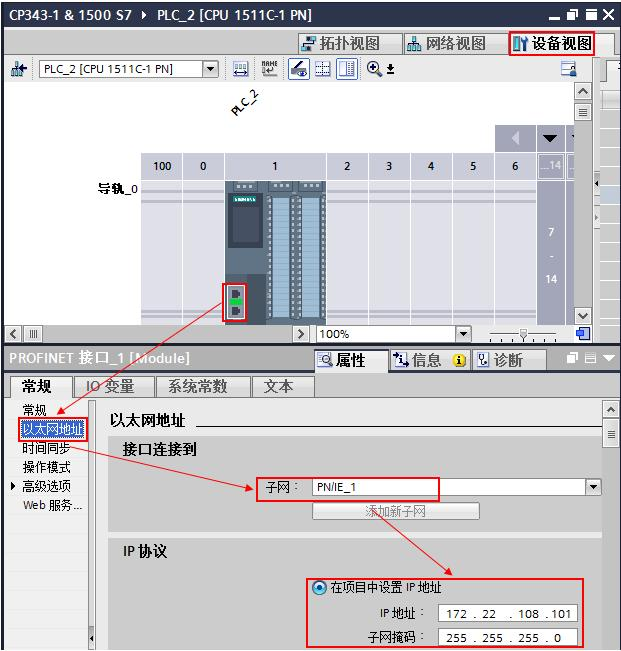 CP343-1 & 1500 S7 ▸ PLC_2 [CPU 1511C-1 PN]
拓扑视图 网络视图 设备视图
PLC_2 [CPU 1511C-1 PN]
PLC_2
100 0 1 2 3 4 5 6 ...14
导轨_0
SIEMENS
7
-
14
100%
PROFINET 接口_1 [Module]
属性 信息 诊断
常规 IO 变量 系统常数 文本
常规
以太网地址
时间同步
操作模式
高级选项
Web 服务...
以太网地址
接口连接到
子网：
PN/IE_1
添加新子网
IP 协议
在项目中设置 IP 地址
IP 地址： 172 . 22 . 108 . 101
子网掩码： 255 . 255 . 255 . 0